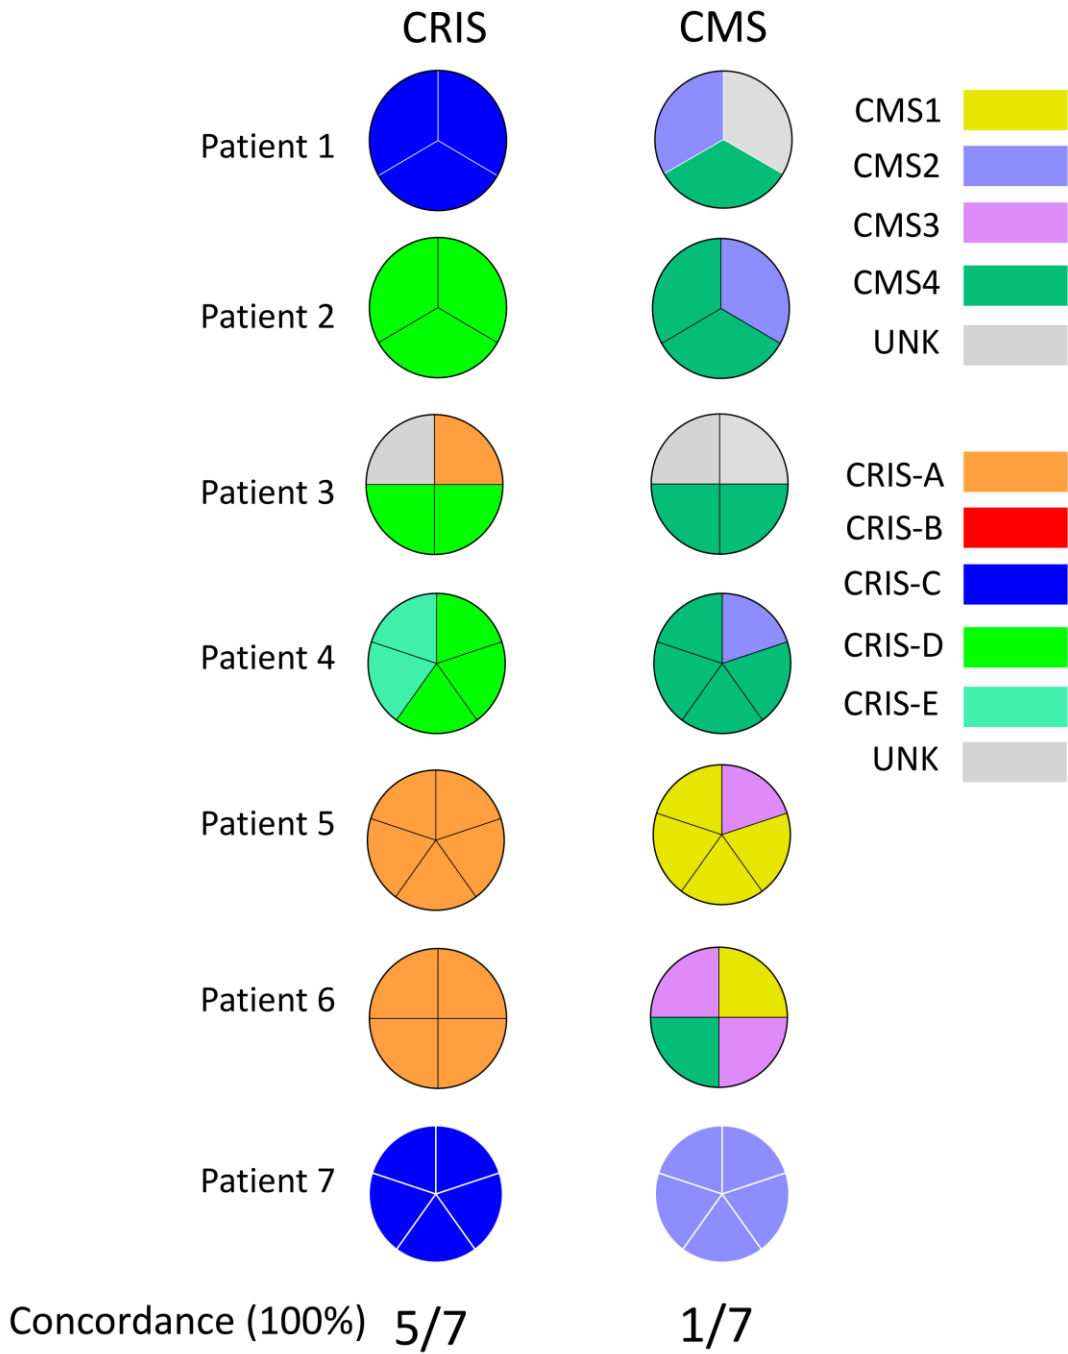 CRIS
CMS
Patient 1
Patient 2
Patient 3
Patient 4
Patient 5
Patient 6
Patient 7
Concordance (100%) 5/7 1/7
CMS1
CMS2
CMS3
CMS4
UNK
CRIS-A
CRIS-B
CRIS-C
CRIS-D
CRIS-E
UNK